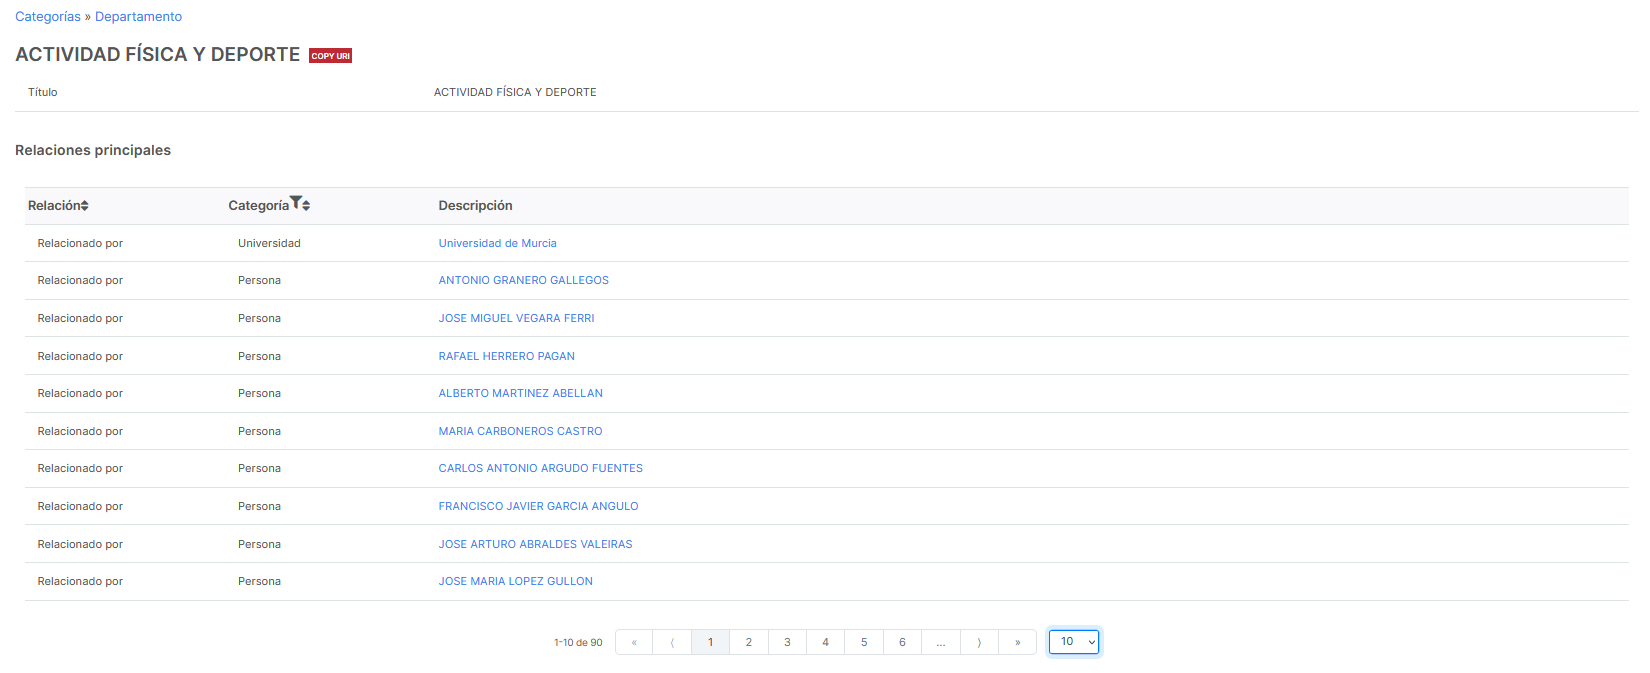 Categorías » Departamento
ACTIVIDAD FÍSICA Y DEPORTE COPY URI
Título ACTIVIDAD FÍSICA Y DEPORTE
Relaciones principales
Relación Categoría Descripción
Relacionado por Universidad Universidad de Murcia
Relacionado por Persona ANTONIO GRANERO GALLEGOS
Relacionado por Persona JOSE MIGUEL VEGARA FERRI
Relacionado por Persona RAFAEL HERRERO PAGAN
Relacionado por Persona ALBERTO MARTINEZ ABELLAN
Relacionado por Persona MARIA CARBONEROS CASTRO
Relacionado por Persona CARLOS ANTONIO ARGUDO FUENTES
Relacionado por Persona FRANCISCO JAVIER GARCIA ANGULO
Relacionado por Persona JOSE ARTURO ABRALDES VALEIRAS
Relacionado por Persona JOSE MARIA LOPEZ GULLON
1-10 de 90 « ⟨ 1 2 3 4 5 6 ... ⟩ » 10